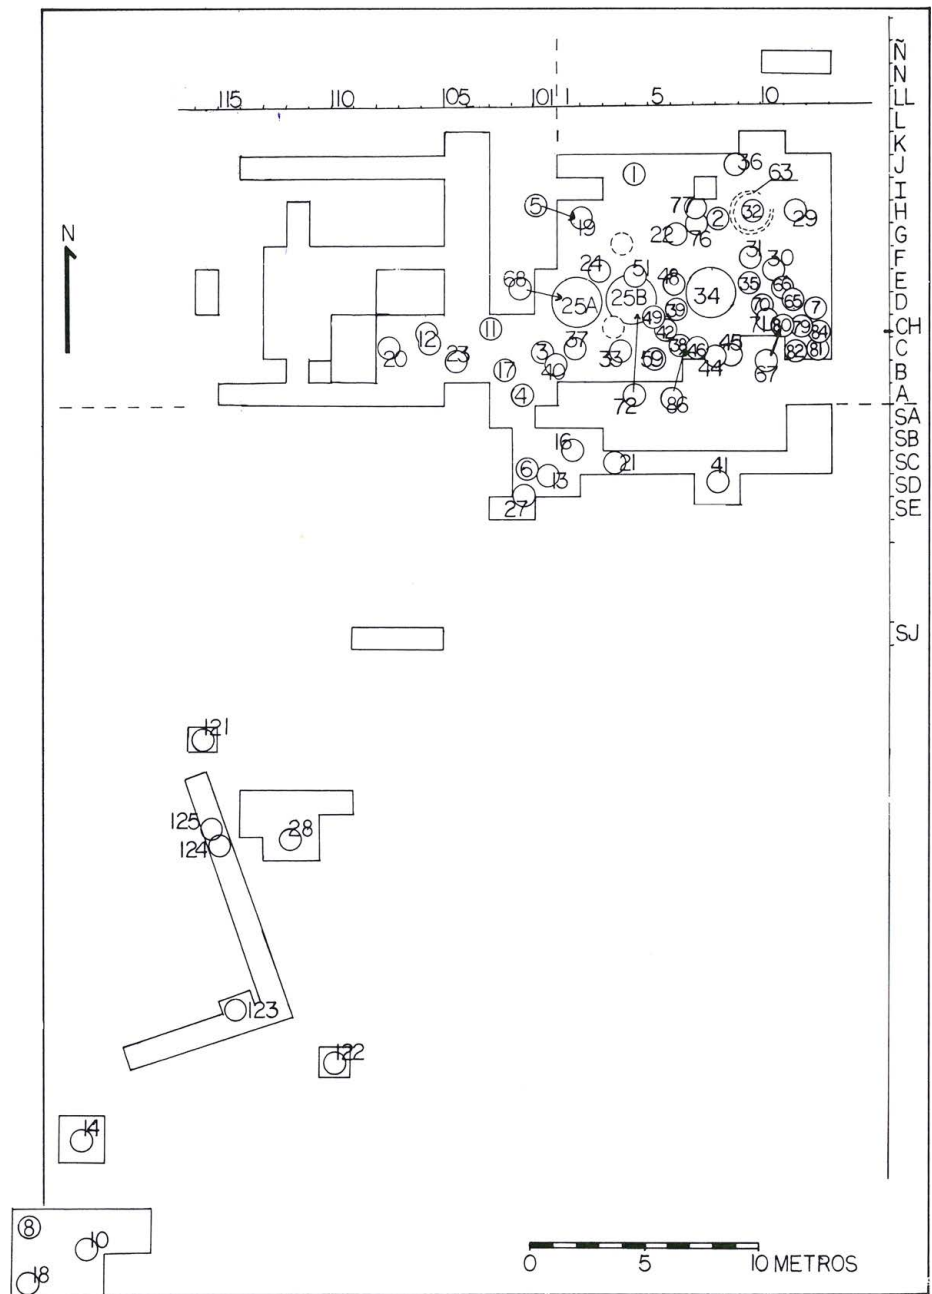 Ñ
N
115 110 105 101 1 5 10 LL
L
K
36 63 J
1 I
5 77 2 32 29 H
19 22 76 G
31 30 F
68 24 51 48 35 66 E
25A 25B 34 39 70 65 7 D
11 49 42 71 80 79 84 CH
20 12 23 3 37 33 59 38 46 44 45 67 82 81 C
17 40 B
4 72 86 A
SA
16 SB
6 13 21 41 SC
SD
27 SE
SJ
N
121
125
124 28
123
122
14
8
10
18
0 5 10 METROS